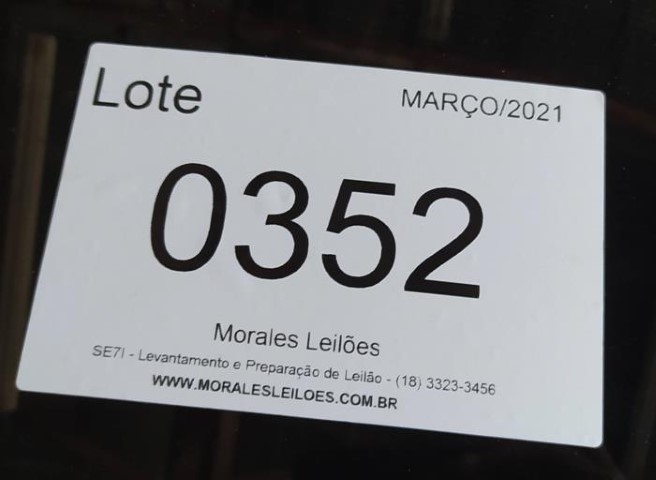 Lote MARÇO/2021
0352
Morales Leilões
SE7I - Levantamento e Preparação de Leilão - (18) 3323-3456
WWW.MORALESLEILOES.COM.BR